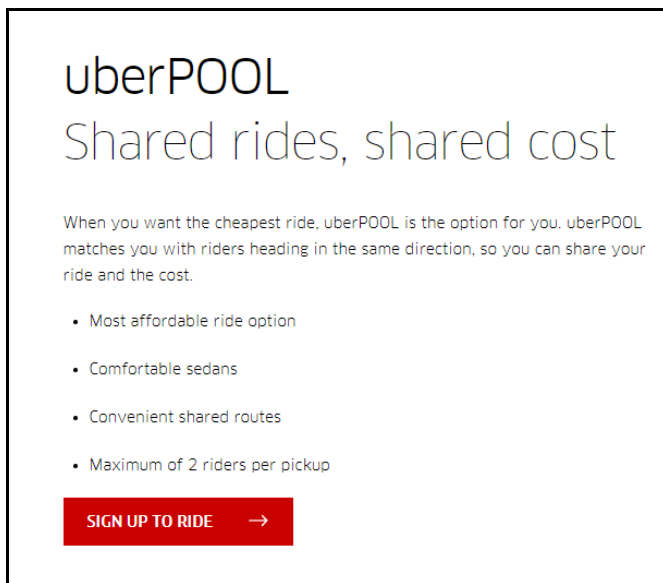 uberPOOL
Shared rides, shared cost
When you want the cheapest ride, uberPOOL is the option for you. uberPOOL
matches you with riders heading in the same direction, so you can share your
ride and the cost.
• Most affordable ride option
• Comfortable sedans
• Convenient shared routes
• Maximum of 2 riders per pickup
SIGN UP TO RIDE →